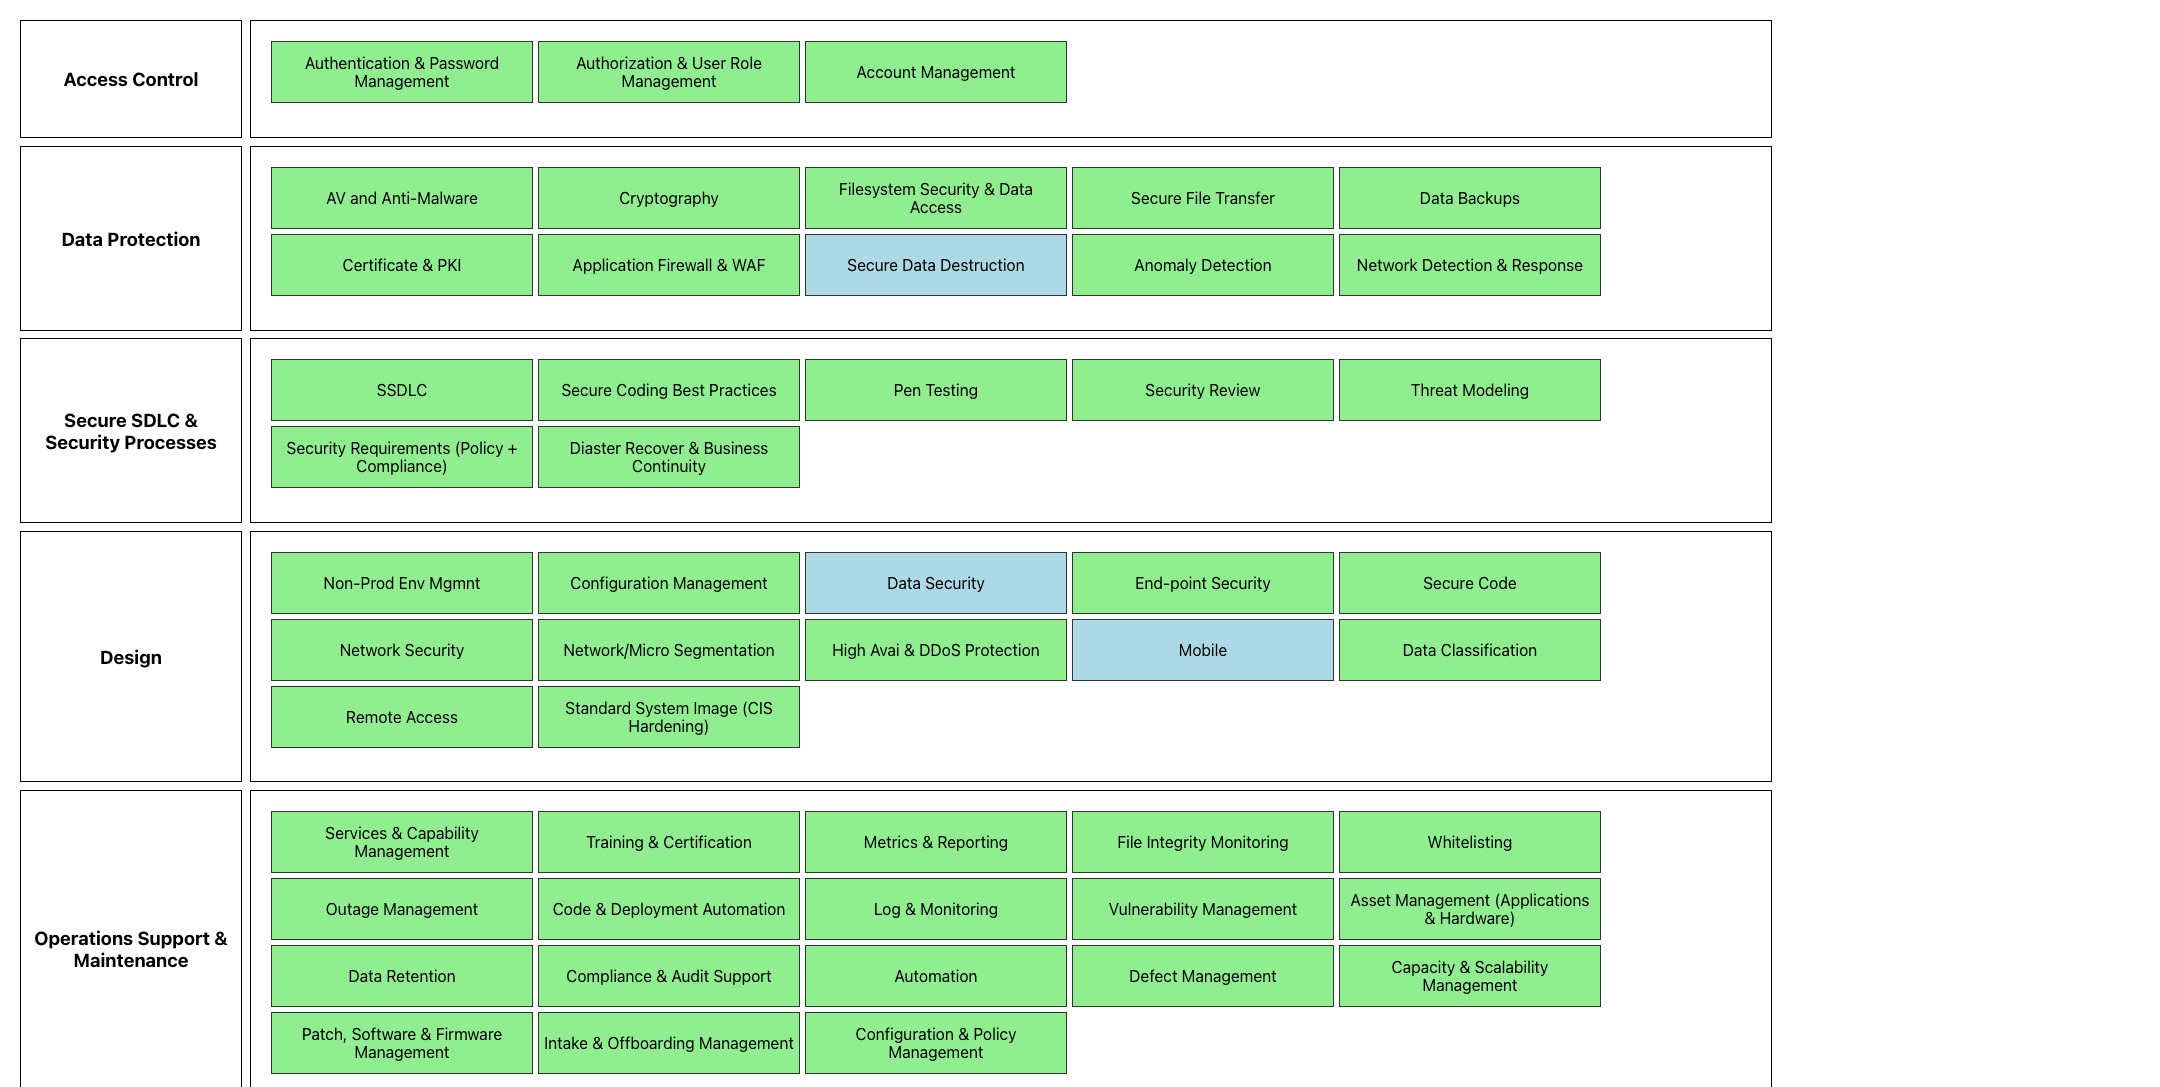 Access Control
Authentication & Password
Management
Authorization & User Role
Management
Account Management
Data Protection
AV and Anti-Malware
Cryptography
Filesystem Security & Data
Access
Secure File Transfer
Data Backups
Certificate & PKI
Application Firewall & WAF
Secure Data Destruction
Anomaly Detection
Network Detection & Response
Secure SDLC &
Security Processes
SSDLC
Secure Coding Best Practices
Pen Testing
Security Review
Threat Modeling
Security Requirements (Policy +
Compliance)
Diaster Recover & Business
Continuity
Design
Non-Prod Env Mgmnt
Configuration Management
Data Security
End-point Security
Secure Code
Network Security
Network/Micro Segmentation
High Avai & DDoS Protection
Mobile
Data Classification
Remote Access
Standard System Image (CIS
Hardening)
Operations Support &
Maintenance
Services & Capability
Management
Training & Certification
Metrics & Reporting
File Integrity Monitoring
Whitelisting
Outage Management
Code & Deployment Automation
Log & Monitoring
Vulnerability Management
Asset Management (Applications
& Hardware)
Data Retention
Compliance & Audit Support
Automation
Defect Management
Capacity & Scalability
Management
Patch, Software & Firmware
Management
Intake & Offboarding Management
Configuration & Policy
Management